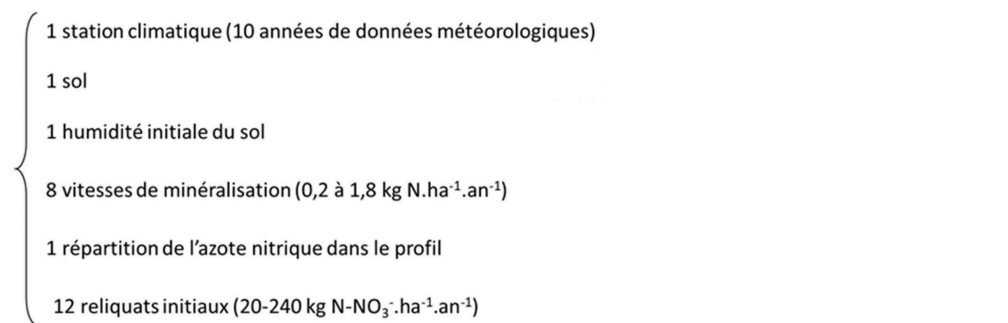 1 station climatique (10 années de données météorologiques)
1 sol
1 humidité initiale du sol
8 vitesses de minéralisation (0,2 à 1,8 kg N.ha⁻¹.an⁻¹)
1 répartition de l’azote nitrique dans le profil
12 reliquats initiaux (20-240 kg N-NO₃⁻.ha⁻¹.an⁻¹)